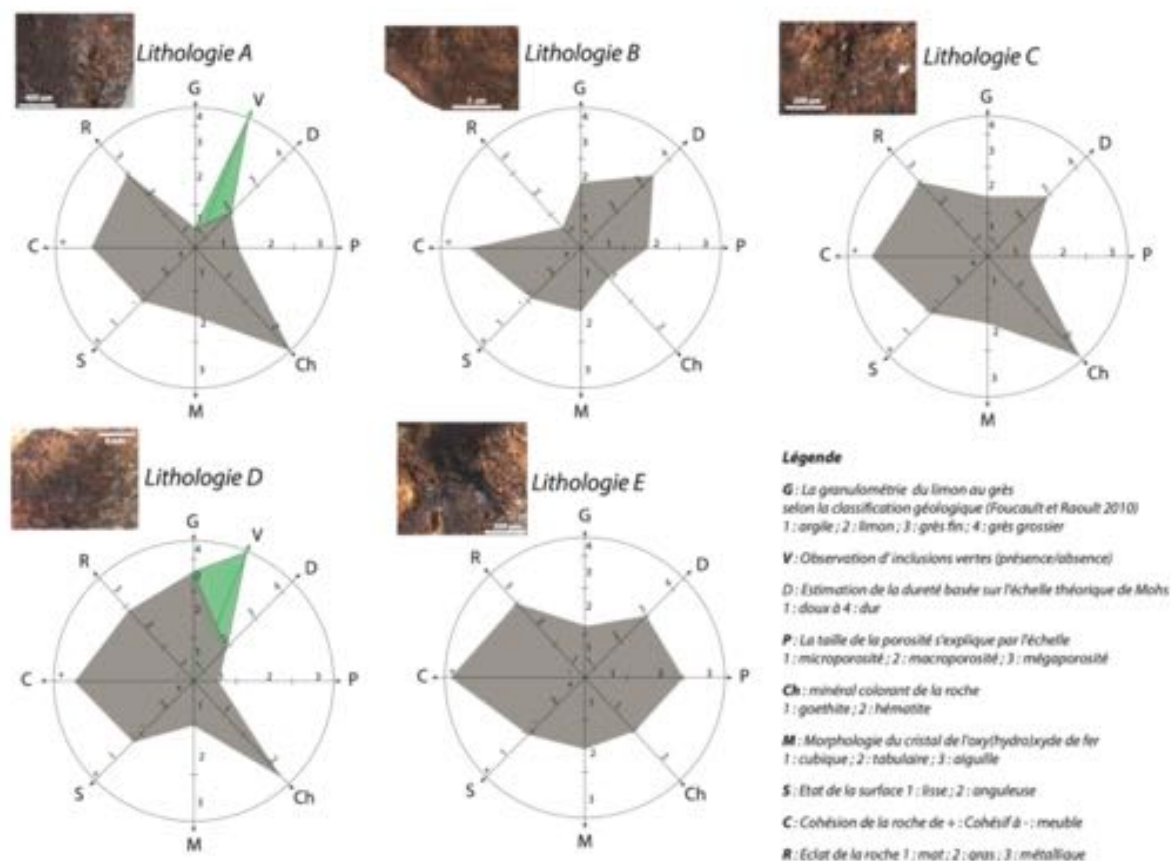 Lithologie A
Lithologie B
Lithologie C
G
V
D
P
Ch
M
S
C
R
G
D
P
Ch
M
S
C
R
G
D
P
Ch
M
S
C
R
Lithologie D
Lithologie E
G
V
D
P
Ch
M
S
C
R
G
D
P
Ch
M
S
C
R
Légende
G : La granulométrie du limon au grès
selon la classification géologique (Foucault et Raoult 2010)
1 : argile ; 2 : limon ; 3 : grès fin ; 4 : grès grossier
V : Observation d'inclusions vertes (présence/absence)
D : Estimation de la dureté basée sur l'échelle théorique de Mohs
1 : doux à 4 : dur
P : La taille de la porosité s'explique par l'échelle
1 : microporosité ; 2 : macroporosité ; 3 : mégaporosité
Ch : minéral colorant de la roche
1 : goethite ; 2 : hématite
M : Morphologie du cristal de l'oxy(hydro)xyde de fer
1 : cubique ; 2 : tabulaire ; 3 : aiguille
S : Etat de la surface 1 : lisse ; 2 : anguleuse
C : Cohésion de la roche de + : Cohésif à - : meuble
R : Eclat de la roche 1 : mat ; 2 : gras ; 3 : métallique